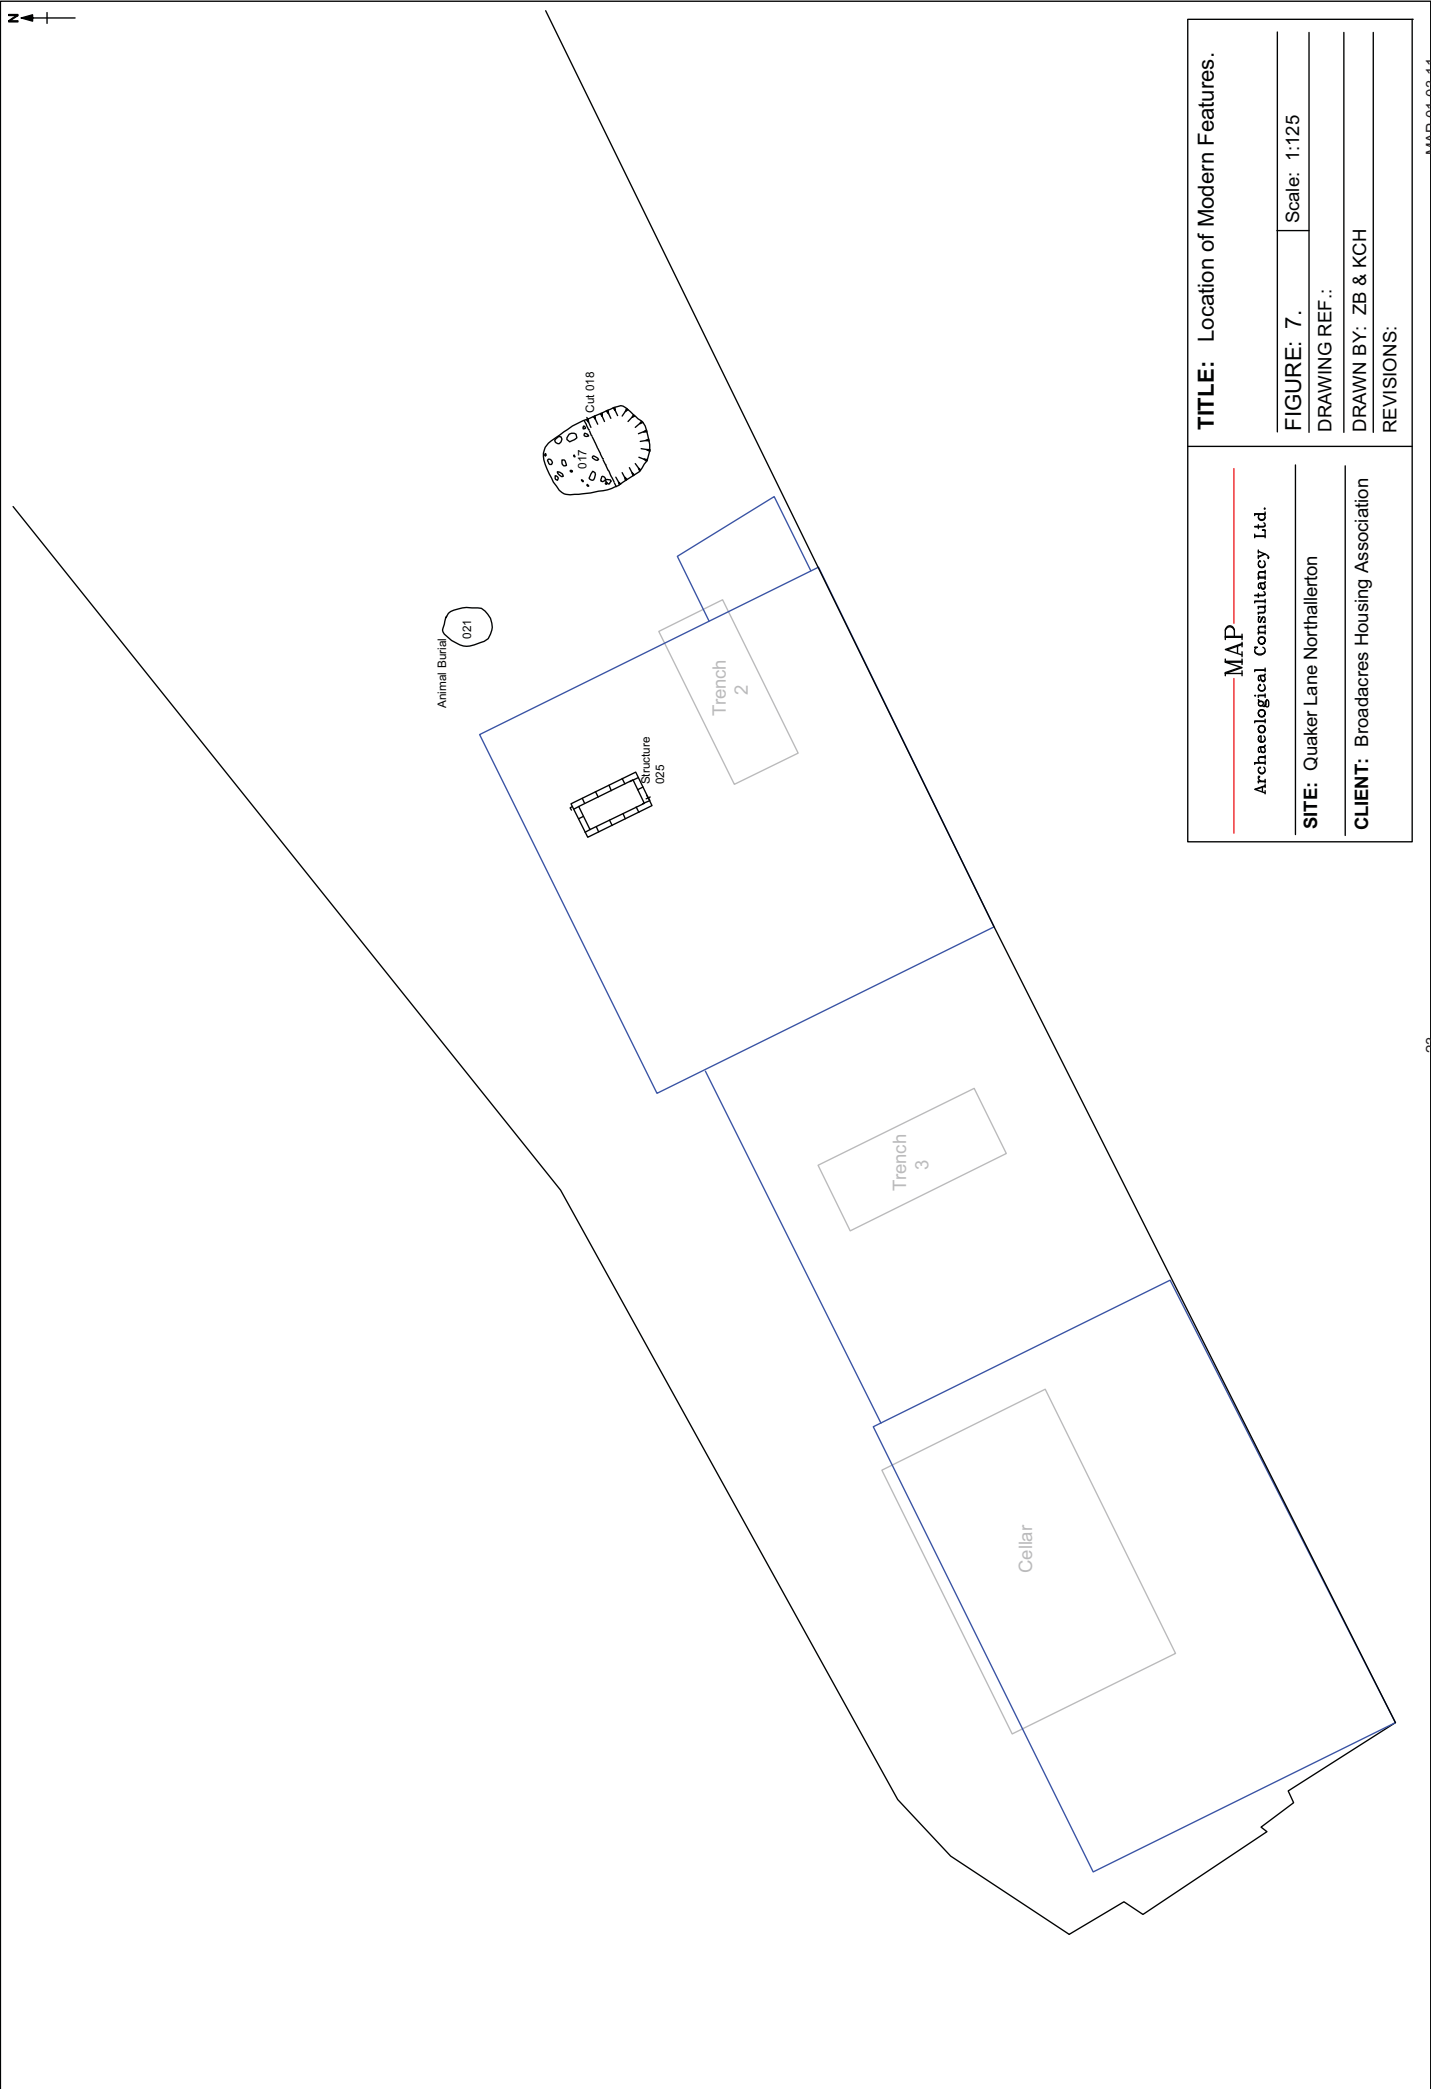 N
Animal Burial
021
017
Cut 018
Structure
025
Trench
2
Trench
3
Cellar
MAP
Archaeological Consultancy Ltd.
SITE: Quaker Lane Northallerton
CLIENT: Broadacres Housing Association
TITLE: Location of Modern Features.
FIGURE: 7.
Scale: 1:125
DRAWING REF.:
DRAWN BY: ZB & KCH
REVISIONS: